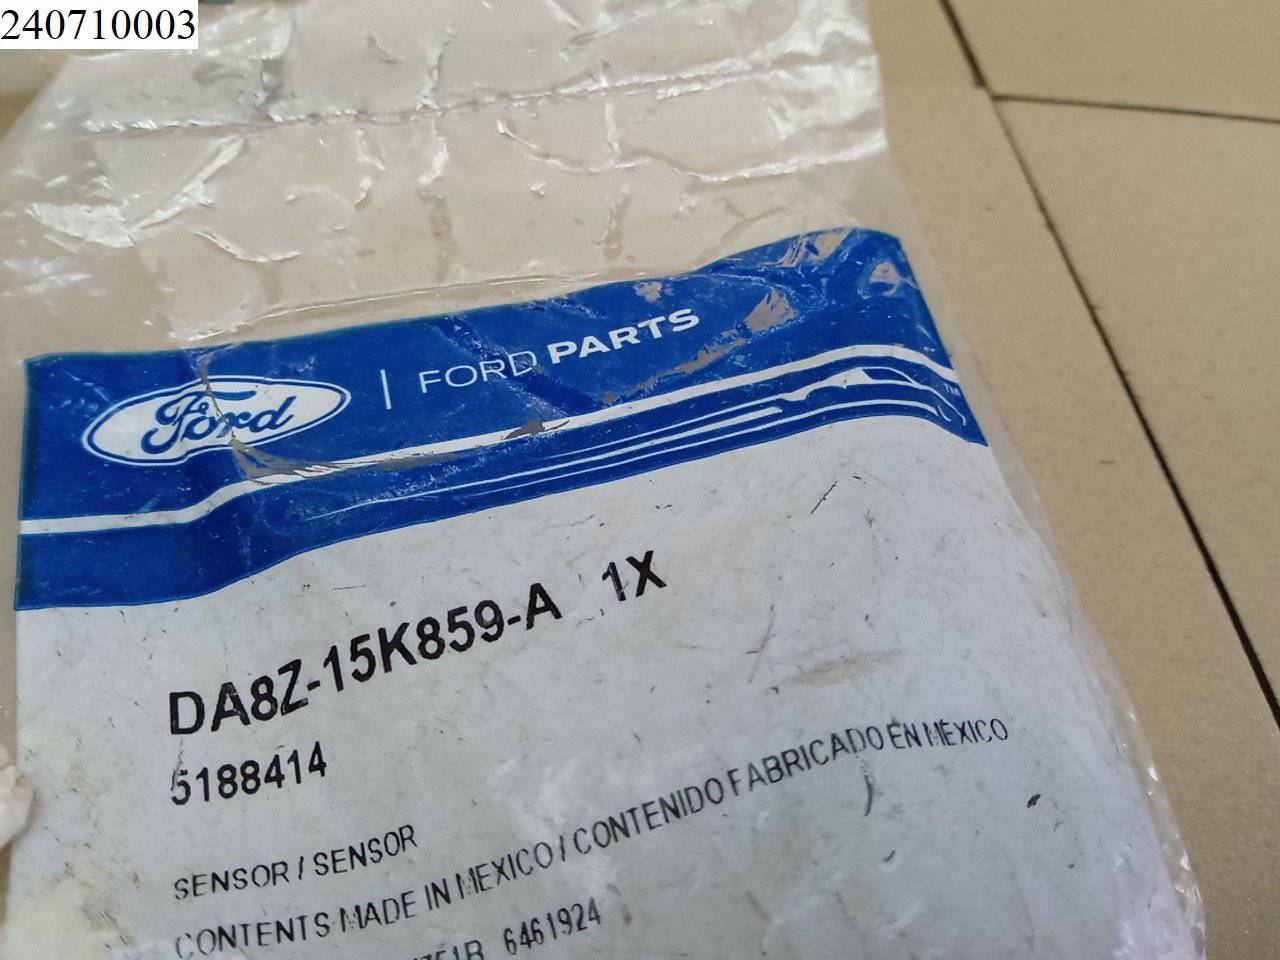 240710003
Ford | FORD PARTS
™
DA8Z-15K859-A 1X
5188414
SENSOR / SENSOR
CONTENTS MADE IN MEXICO / CONTENIDO FABRICADO EN MEXICO
6461924